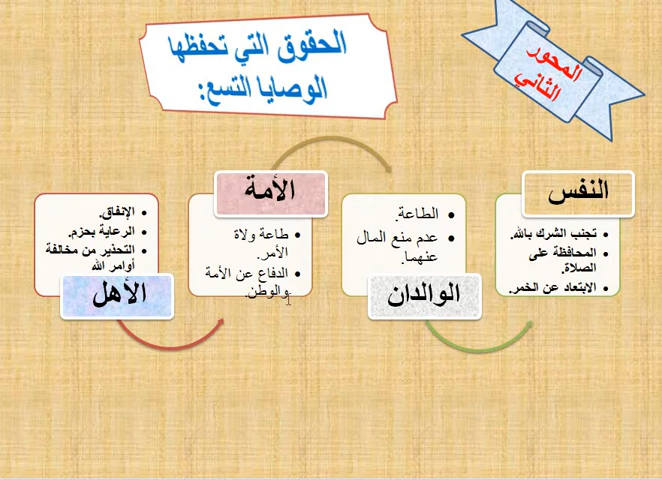 المحور
الثاني
الحقوق التي تحفظها
الوصايا التسع:
النفس
• تجنب الشرك بالله.
• المحافظة على
الصلاة.
• الابتعاد عن الخمر.
الوالدان
• الطاعة.
• عدم منع المال
عنهما.
الأمة
• طاعة ولاة
الأمر.
• الدفاع عن الأمة
والوطن.
الأهل
• الإنفاق.
• الرعاية بحزم.
• التحذير من مخالفة
أوامر الله